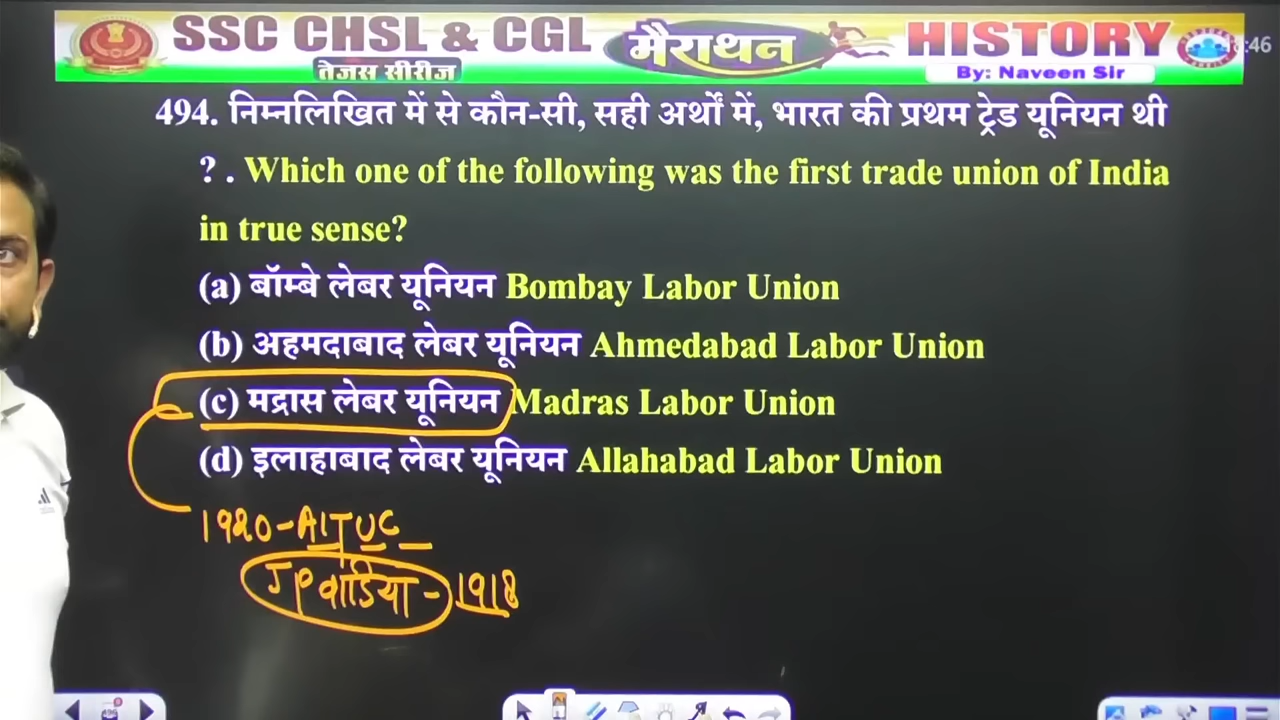 SSC CHSL & CGL मैराथन HISTORY
तेजस सीरीज By: Naveen Sir
494. निम्नलिखित में से कौन-सी, सही अर्थों में, भारत की प्रथम ट्रेड यूनियन थी
? . Which one of the following was the first trade union of India
in true sense?
(a) बॉम्बे लेबर यूनियन Bombay Labor Union
(b) अहमदाबाद लेबर यूनियन Ahmedabad Labor Union
(c) मद्रास लेबर यूनियन Madras Labor Union
(d) इलाहाबाद लेबर यूनियन Allahabad Labor Union
1920-AITUC
JP वाडिया - 1918